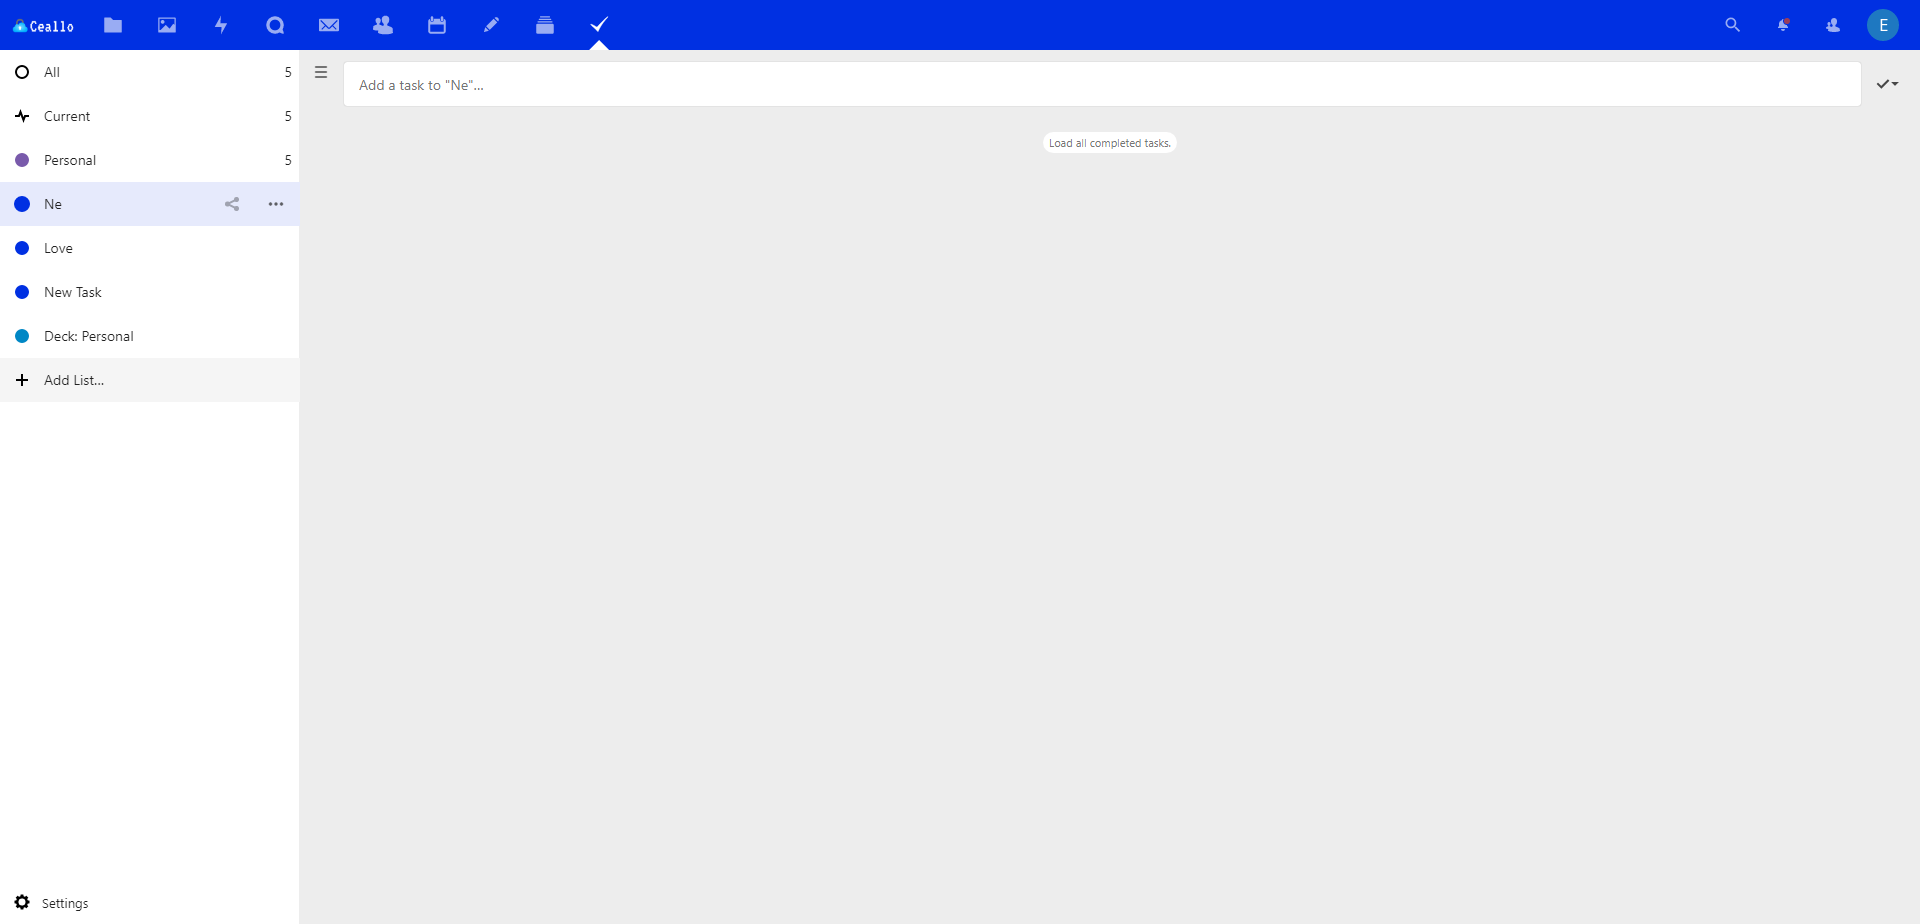 Ceallo
E
All 5
Current 5
Personal 5
Ne
Love
New Task
Deck: Personal
Add List...
Settings
Add a task to "Ne"...
Load all completed tasks.